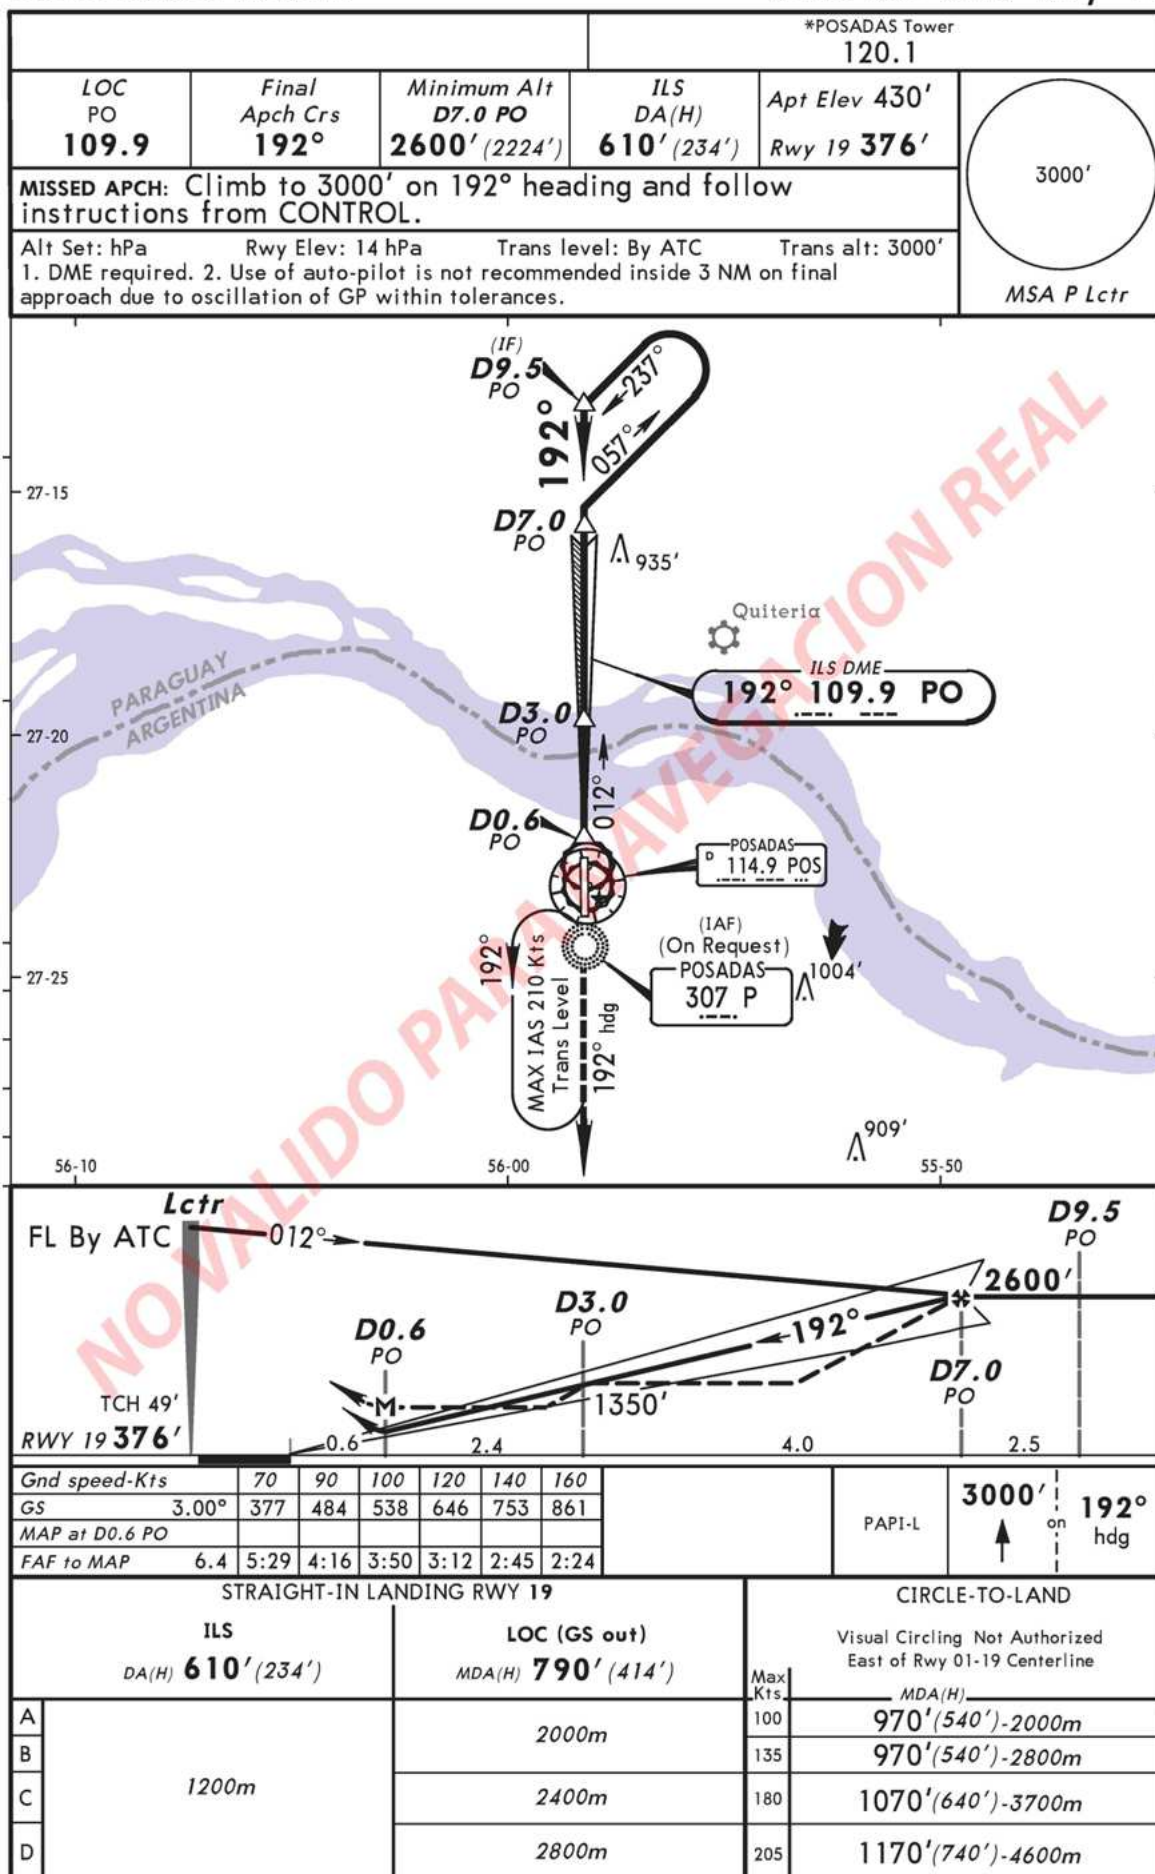 *POSADAS Tower
120.1
LOC
PO
109.9
Final
Apch Crs
192°
Minimum Alt
D7.0 PO
2600' (2224')
ILS
DA(H)
610' (234')
Apt Elev 430'
Rwy 19 376'
3000'
MSA P Lctr
MISSED APCH: Climb to 3000' on 192° heading and follow
instructions from CONTROL.
Alt Set: hPa Rwy Elev: 14 hPa Trans level: By ATC Trans alt: 3000'
1. DME required. 2. Use of auto-pilot is not recommended inside 3 NM on final
approach due to oscillation of GP within tolerances.
(IF)
D9.5
PO
237°
192°
057°
27-15
D7.0
PO
935'
Quiteria
PARAGUAY
ARGENTINA
ILS DME
192° 109.9 PO
D3.0
PO
27-20
012°
D0.6
PO
POSADAS
D 114.9 POS
(IAF)
(On Request)
POSADAS
307 P
1004'
192°
MAX IAS 210 Kts
Trans Level
192° hdg
27-25
909'
56-10
56-00
55-50
NO VALIDO PARA NAVEGACION REAL
Lctr
FL By ATC
012°
D9.5
PO
2600'
D3.0
PO
192°
D0.6
PO
D7.0
PO
M
1350'
TCH 49'
RWY 19 376'
0.6
2.4
4.0
2.5
Gnd speed-Kts 70 90 100 120 140 160
GS 3.00° 377 484 538 646 753 861
MAP at D0.6 PO
FAF to MAP 6.4 5:29 4:16 3:50 3:12 2:45 2:24
PAPI-L
3000'
on
192°
hdg
STRAIGHT-IN LANDING RWY 19
ILS
DA(H) 610' (234')
LOC (GS out)
MDA(H) 790' (414')
CIRCLE-TO-LAND
Visual Circling Not Authorized
East of Rwy 01-19 Centerline
Max
Kts
MDA(H)
A
B
C
D
1200m
2000m
2400m
2800m
100 970' (540')-2000m
135 970' (540')-2800m
180 1070' (640')-3700m
205 1170' (740')-4600m